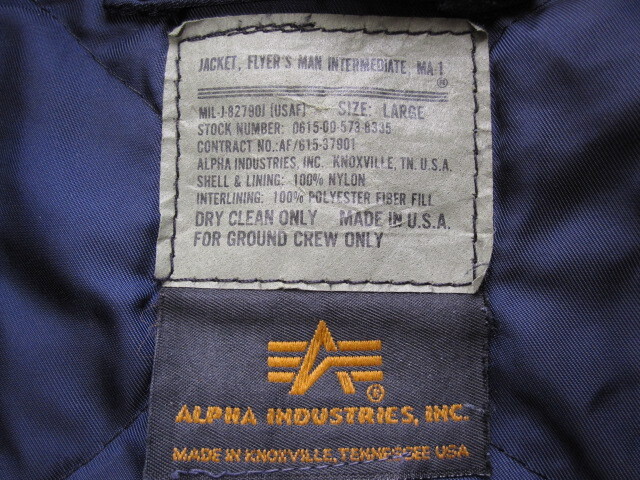 JACKET, FLYER'S MAN INTERMEDIATE, MA-1
®
MIL-J-82790J (USAF) SIZE: LARGE
STOCK NUMBER: 0615-00-573-8335
CONTRACT NO.: AF/615-37901
ALPHA INDUSTRIES, INC. KNOXVILLE, TN. U.S.A.
SHELL & LINING: 100% NYLON
INTERLINING: 100% POLYESTER FIBER FILL
DRY CLEAN ONLY MADE IN U.S.A.
FOR GROUND CREW ONLY
®
ALPHA INDUSTRIES, INC.
MADE IN KNOXVILLE, TENNESSEE USA